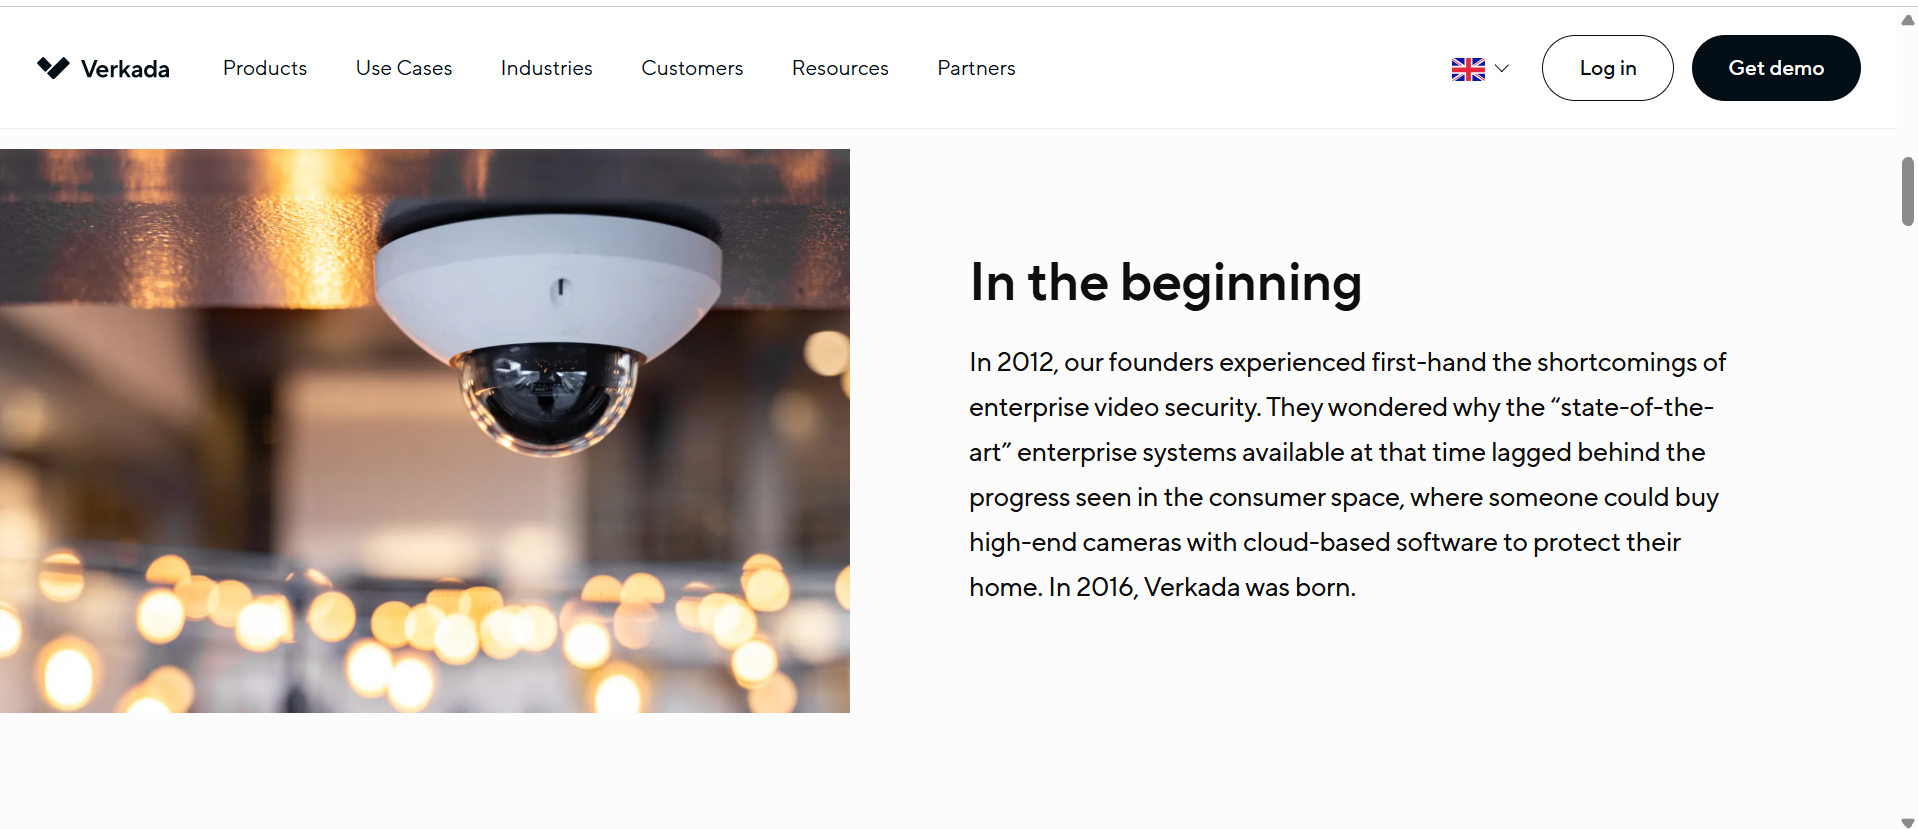 Verkada
Products
Use Cases
Industries
Customers
Resources
Partners
Log in
Get demo
In the beginning
In 2012, our founders experienced first-hand the shortcomings of
enterprise video security. They wondered why the “state-of-the-
art” enterprise systems available at that time lagged behind the
progress seen in the consumer space, where someone could buy
high-end cameras with cloud-based software to protect their
home. In 2016, Verkada was born.